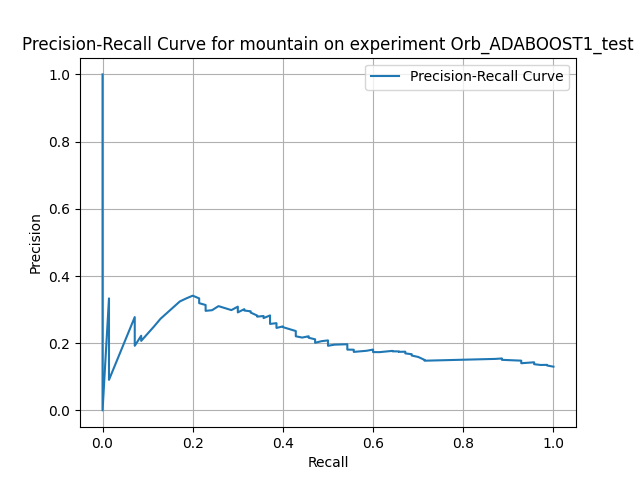 Precision-Recall Curve for mountain on experiment Orb_ADABOOST1_test
Precision-Recall Curve
1.0
0.8
0.6
0.4
0.2
0.0
Precision
0.0 0.2 0.4 0.6 0.8 1.0
Recall